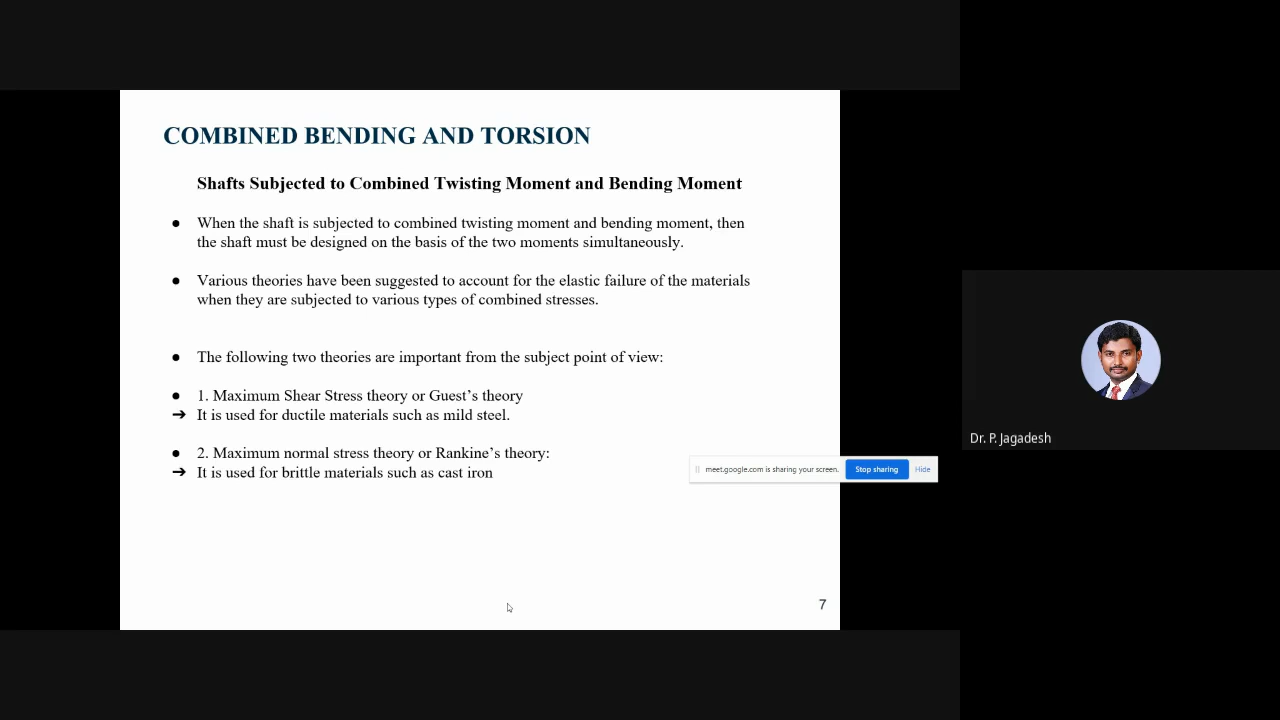 COMBINED BENDING AND TORSION
Shafts Subjected to Combined Twisting Moment and Bending Moment
● When the shaft is subjected to combined twisting moment and bending moment, then
the shaft must be designed on the basis of the two moments simultaneously.
● Various theories have been suggested to account for the elastic failure of the materials
when they are subjected to various types of combined stresses.
● The following two theories are important from the subject point of view:
● 1. Maximum Shear Stress theory or Guest’s theory
➔ It is used for ductile materials such as mild steel.
● 2. Maximum normal stress theory or Rankine’s theory:
➔ It is used for brittle materials such as cast iron
meet.google.com is sharing your screen. Stop sharing Hide
7
Dr. P. Jagadesh